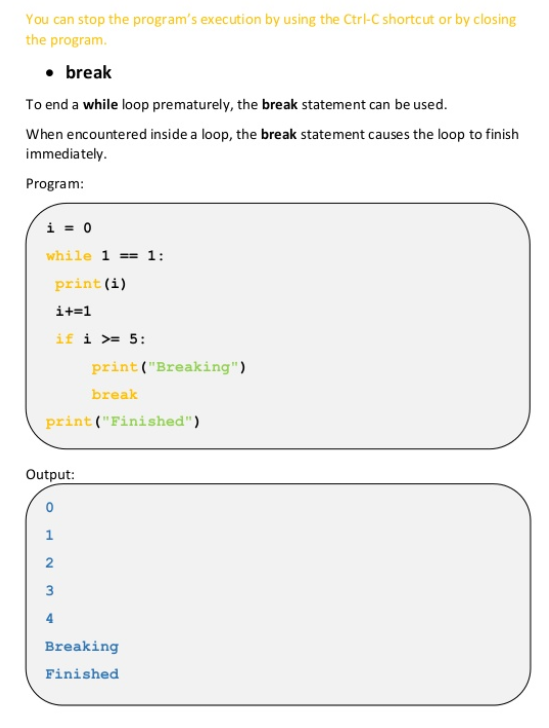 You can stop the program's execution by using the Ctrl-C shortcut or by closing
the program.
• break
To end a while loop prematurely, the break statement can be used.
When encountered inside a loop, the break statement causes the loop to finish
immediately.
Program:
i = 0
while 1 == 1:
 print(i)
 i+=1
 if i >= 5:
     print("Breaking")
     break
print("Finished")
Output:
0
1
2
3
4
Breaking
Finished